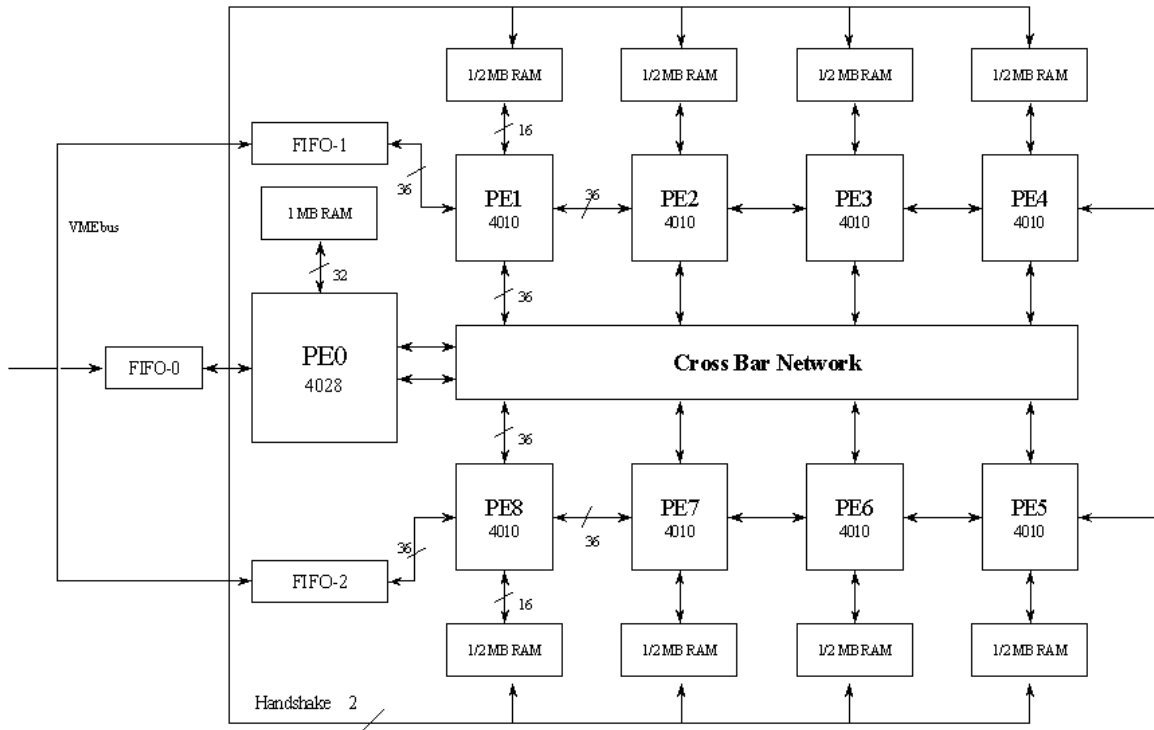 1/2 MB RAM
1/2 MB RAM
1/2 MB RAM
1/2 MB RAM
16
FIFO-1
36
PE1
4010
36
PE2
4010
PE3
4010
PE4
4010
1 MB RAM
VMEbus
32
36
PE0
4028
FIFO-0
Cross Bar Network
36
PE8
4010
36
PE7
4010
PE6
4010
PE5
4010
36
FIFO-2
16
1/2 MB RAM
1/2 MB RAM
1/2 MB RAM
1/2 MB RAM
Handshake 2